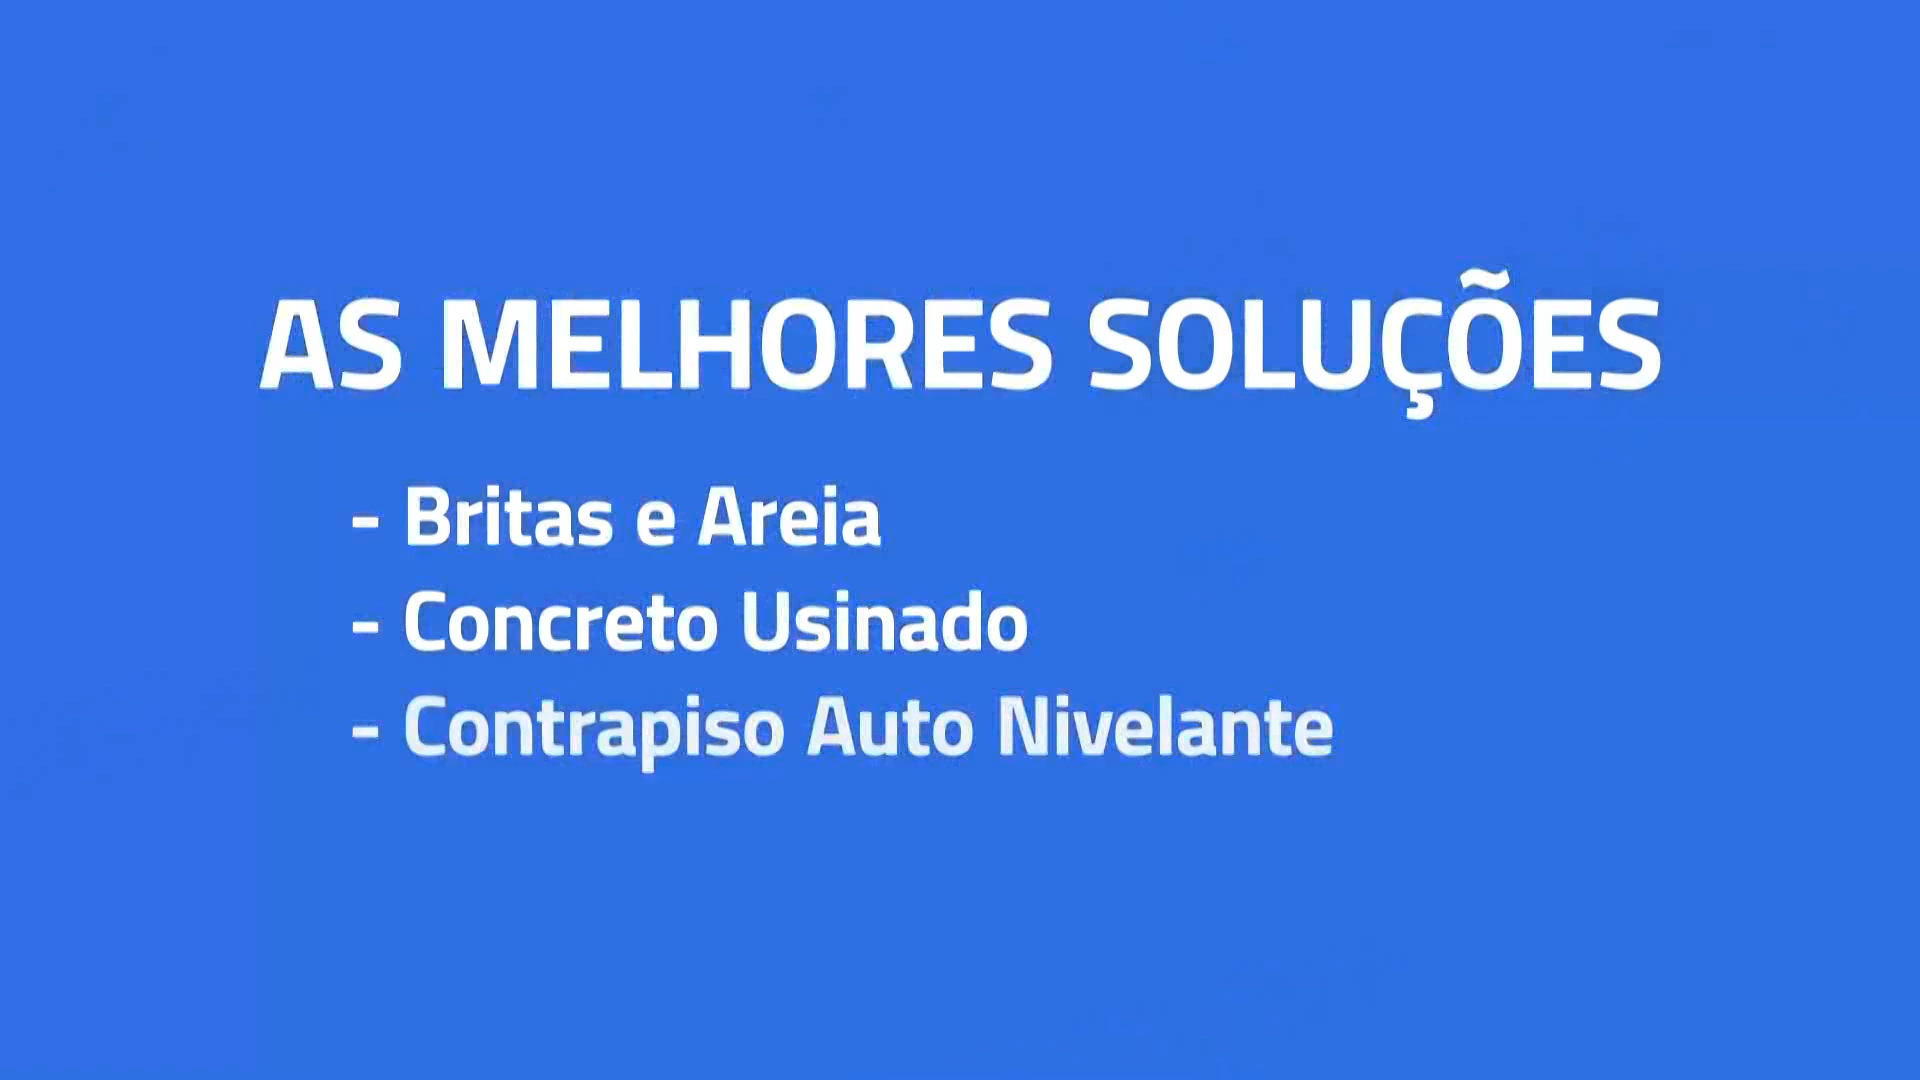 AS MELHORES SOLUÇÕES
- Britas e Areia
- Concreto Usinado
- Contrapiso Auto Nivelante